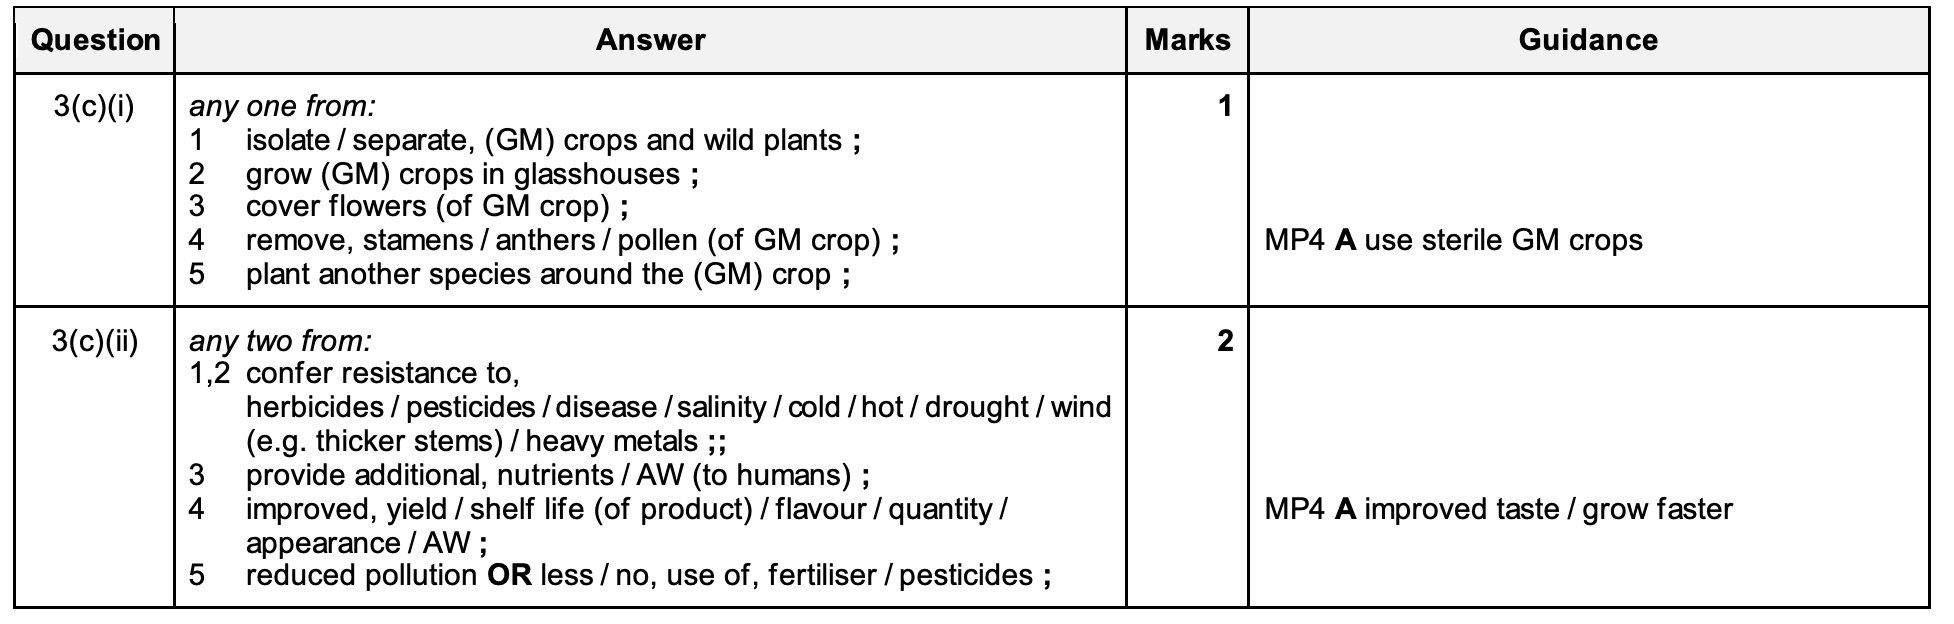 Question Answer Marks Guidance
3(c)(i) any one from: 1
1 isolate / separate, (GM) crops and wild plants ;
2 grow (GM) crops in glasshouses ;
3 cover flowers (of GM crop) ;
4 remove, stamens / anthers / pollen (of GM crop) ; MP4 A use sterile GM crops
5 plant another species around the (GM) crop ;
3(c)(ii) any two from: 2
1,2 confer resistance to,
herbicides / pesticides / disease / salinity / cold / hot / drought / wind
(e.g. thicker stems) / heavy metals ;;
3 provide additional, nutrients / AW (to humans) ;
4 improved, yield / shelf life (of product) / flavour / quantity / MP4 A improved taste / grow faster
appearance / AW ;
5 reduced pollution OR less / no, use of, fertiliser / pesticides ;